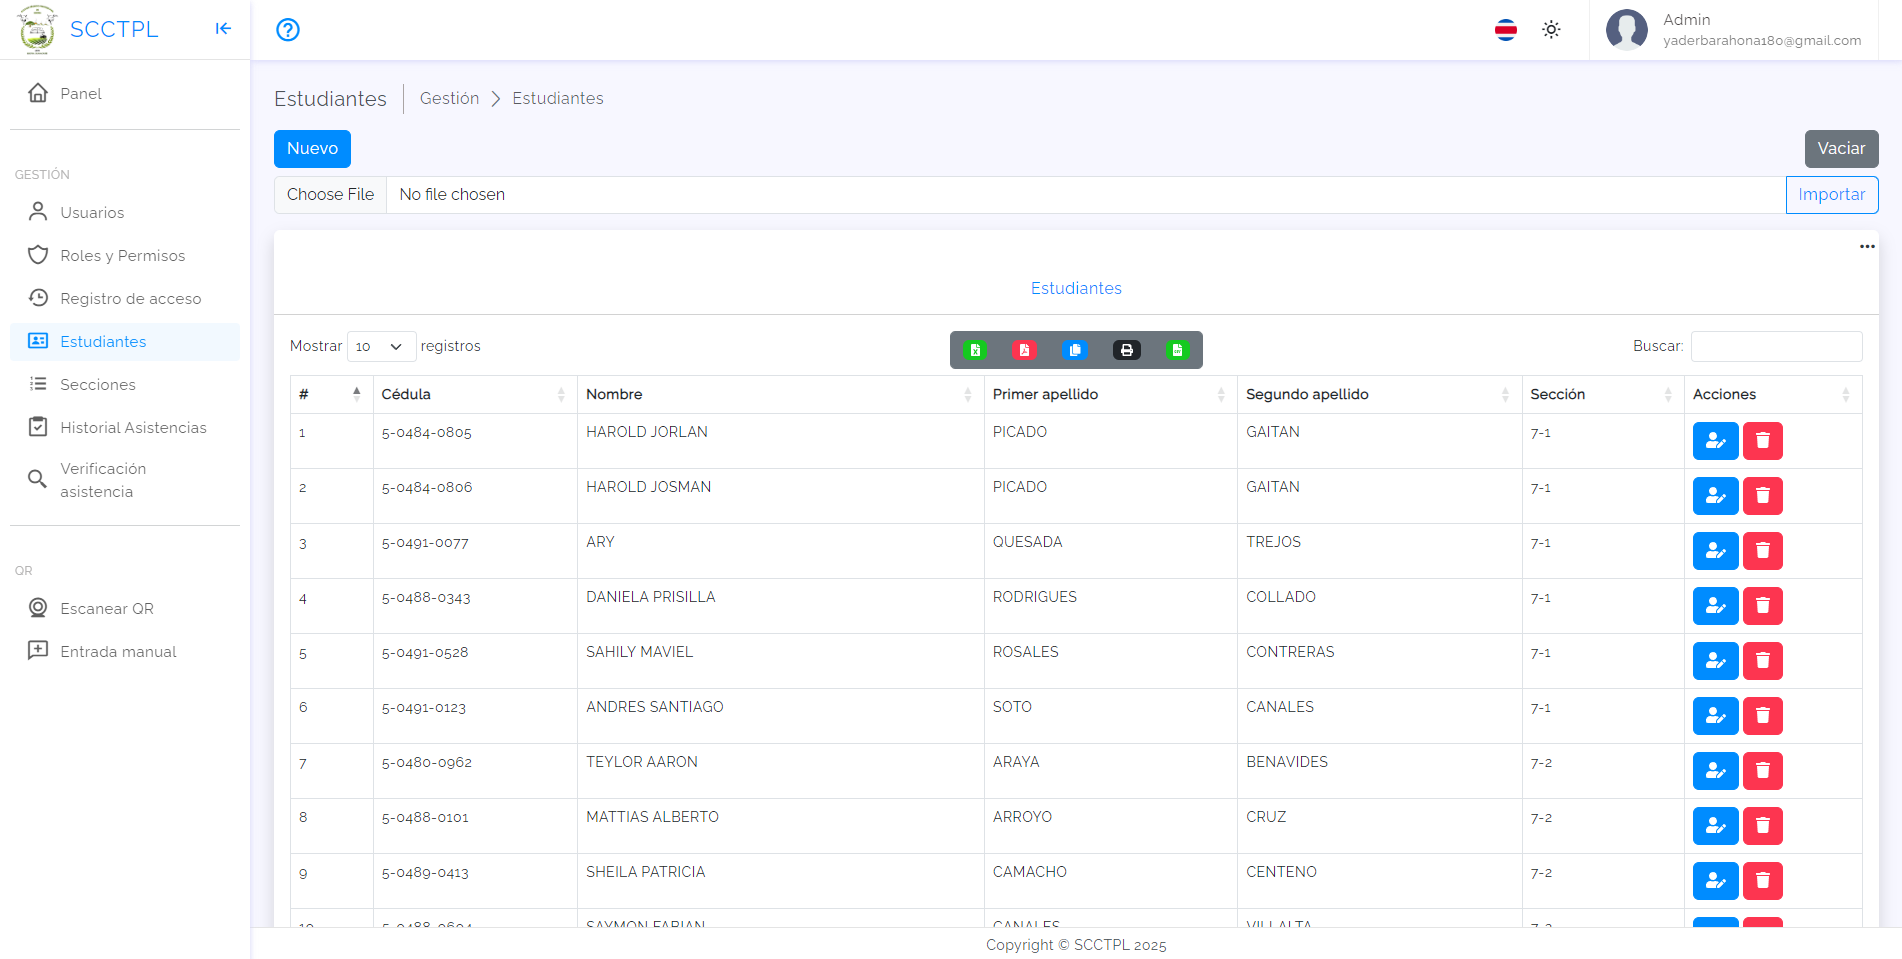 SCCTPL
Admin
yaderbarahona180@gmail.com
Panel
GESTIÓN
Usuarios
Roles y Permisos
Registro de acceso
Estudiantes
Secciones
Historial Asistencias
Verificación
asistencia
QR
Escanear QR
Entrada manual
Estudiantes Gestión Estudiantes
Nuevo Vaciar
Choose File No file chosen Importar
Estudiantes
Mostrar 10 registros Buscar:
# Cédula Nombre Primer apellido Segundo apellido Sección Acciones
1 5-0484-0805 HAROLD JORLAN PICADO GAITAN 7-1
2 5-0484-0806 HAROLD JOSMAN PICADO GAITAN 7-1
3 5-0491-0077 ARY QUESADA TREJOS 7-1
4 5-0488-0343 DANIELA PRISILLA RODRIGUES COLLADO 7-1
5 5-0491-0528 SAHILY MAVIEL ROSALES CONTRERAS 7-1
6 5-0491-0123 ANDRES SANTIAGO SOTO CANALES 7-1
7 5-0480-0962 TEYLOR AARON ARAYA BENAVIDES 7-2
8 5-0488-0101 MATTIAS ALBERTO ARROYO CRUZ 7-2
9 5-0489-0413 SHEILA PATRICIA CAMACHO CENTENO 7-2
10 SAYMON FABIAN CANALES VILLALTA 7-2
Copyright © SCCTPL 2025